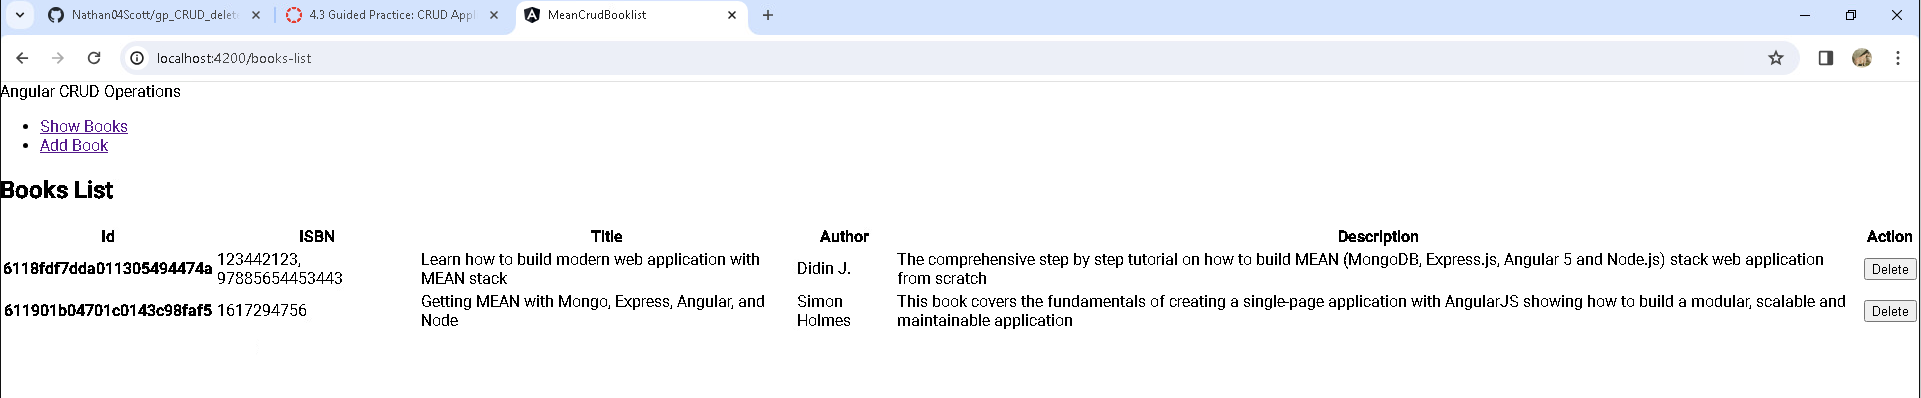 Nathan04Scott/gp_CRUD_delet
4.3 Guided Practice: CRUD Appl
MeanCrudBooklist
localhost:4200/books-list
Angular CRUD Operations
Show Books
Add Book
Books List
Id ISBN Title Author Description Action
6118fdf7dda011305494474a 123442123, 97885654453443 Learn how to build modern web application with MEAN stack Didin J. The comprehensive step by step tutorial on how to build MEAN (MongoDB, Express.js, Angular 5 and Node.js) stack web application from scratch Delete
611901b04701c0143c98faf5 1617294756 Getting MEAN with Mongo, Express, Angular, and Node Simon Holmes This book covers the fundamentals of creating a single-page application with AngularJS showing how to build a modular, scalable and maintainable application Delete